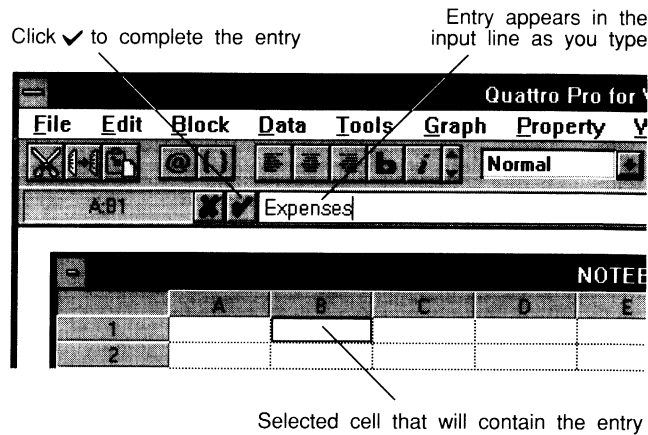 Entry appears in the
Click ✓ to complete the entry
input line as you type
Quattro Pro for
File Edit Block Data Tools Graph Property
@ { } b i Normal
A:B1 Expenses
NOTEB
A B C D E
1
2
Selected cell that will contain the entry